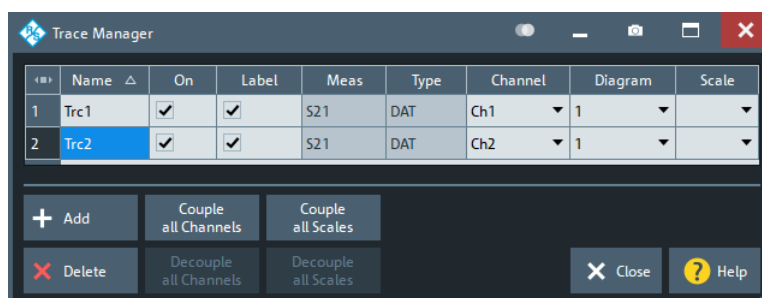 R&S Trace Manager
Name On Label Meas Type Channel Diagram Scale
1 Trc1 S21 DAT Ch1 1
2 Trc2 S21 DAT Ch2 1
Add
Couple
all Channels
Couple
all Scales
Delete
Decouple
all Channels
Decouple
all Scales
Close
? Help